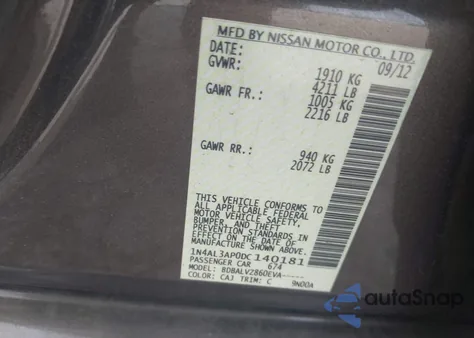 MFD BY NISSAN MOTOR CO., LTD.
DATE: 09/12
GVWR: 1910 KG
4211 LB
GAWR FR.: 1005 KG
2216 LB
GAWR RR.: 940 KG
2072 LB
THIS VEHICLE CONFORMS TO
ALL APPLICABLE FEDERAL
MOTOR VEHICLE SAFETY,
BUMPER, AND THEFT
PREVENTION STANDARDS
IN EFFECT ON THE DATE OF
MANUFACTURE SHOWN ABOVE.
1N4AL3AP0DC140181
PASSENGER CAR 674
MODEL: BDBALVZ860EVA-----
COLOR: CAJ TRIM: C 9N00A
autoSnap